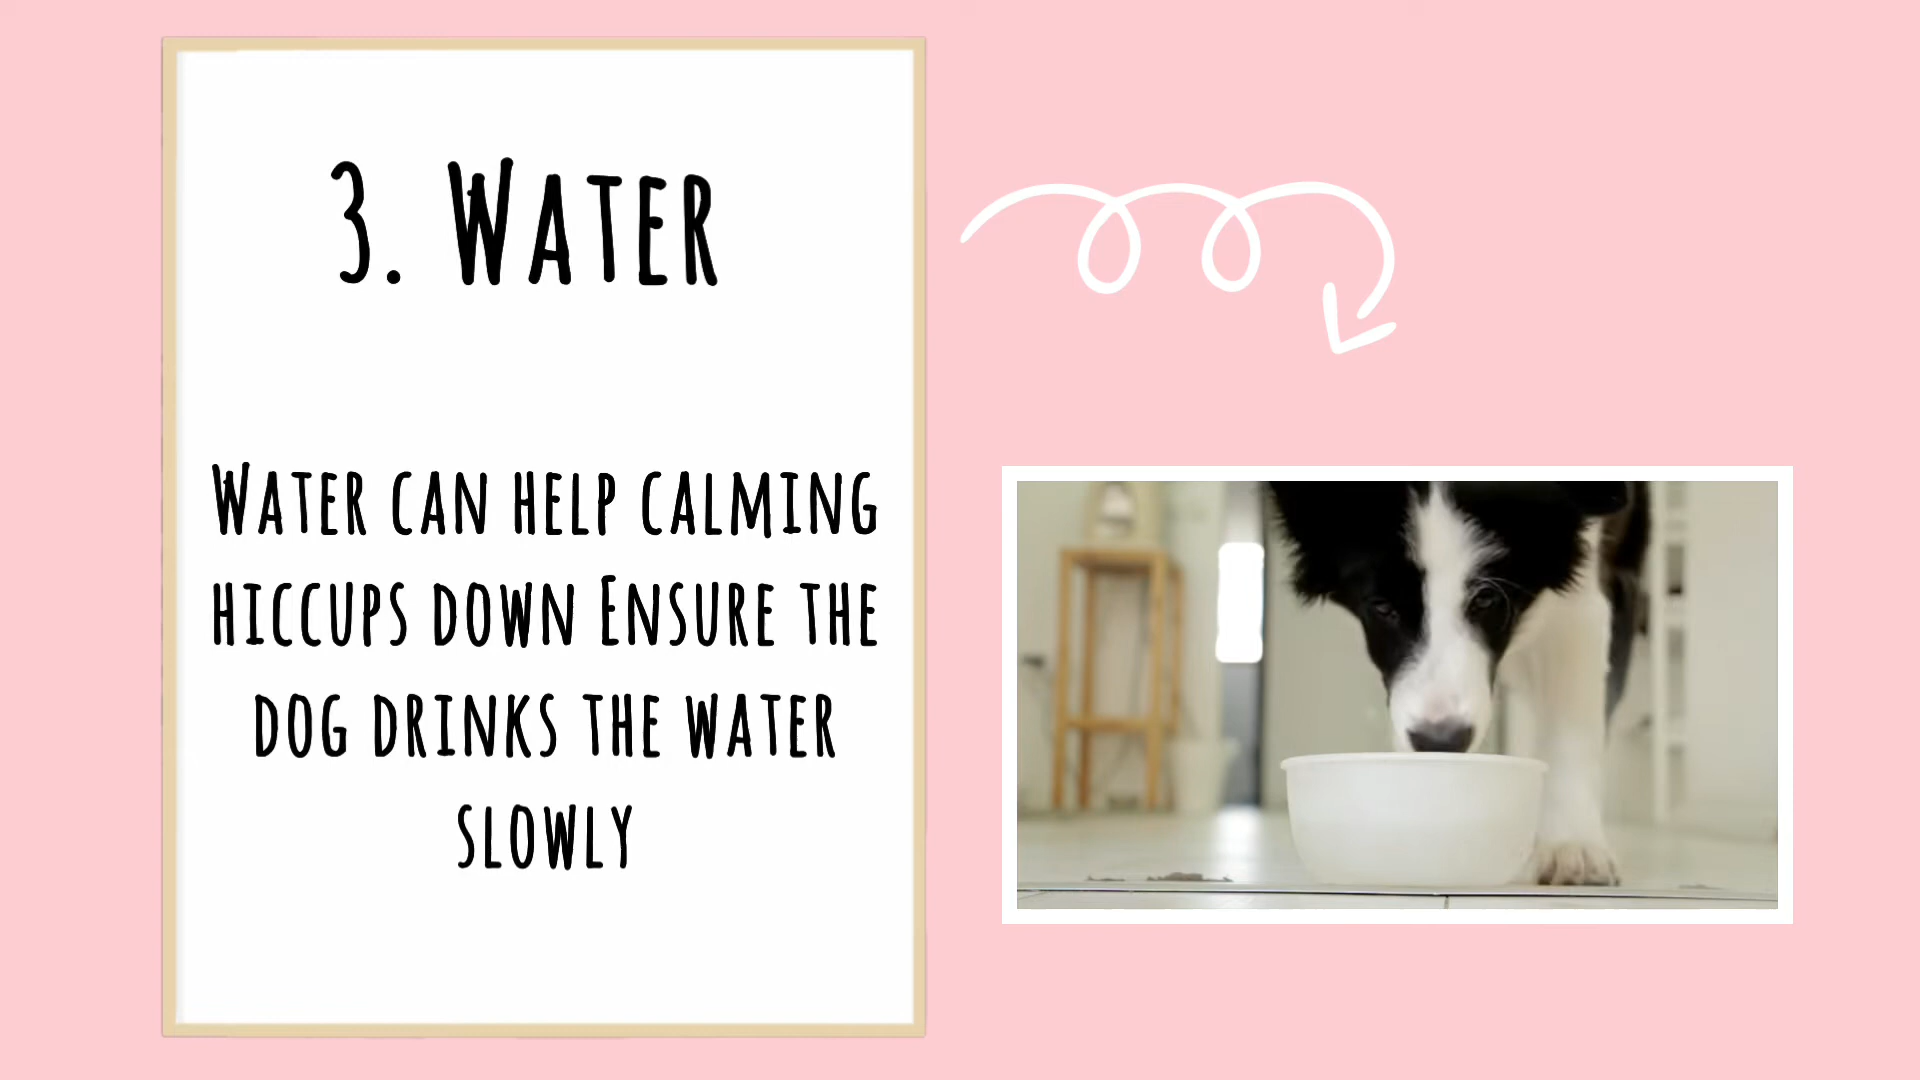 3. Water
Water can help calming
hiccups down Ensure the
dog drinks the water
slowly